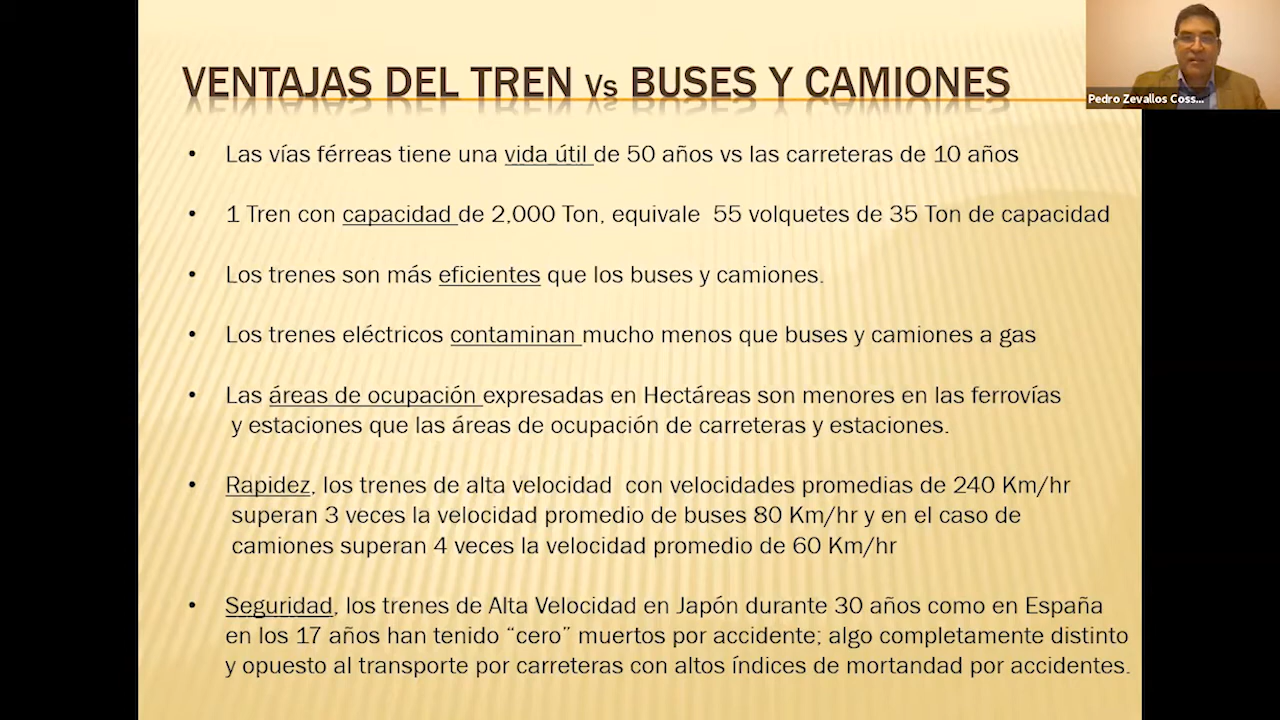 VENTAJAS DEL TREN Vs BUSES Y CAMIONES
Pedro Zevallos Coss...
• Las vías férreas tiene una vida útil de 50 años vs las carreteras de 10 años
• 1 Tren con capacidad de 2,000 Ton, equivale 55 volquetes de 35 Ton de capacidad
• Los trenes son más eficientes que los buses y camiones.
• Los trenes eléctricos contaminan mucho menos que buses y camiones a gas
• Las áreas de ocupación expresadas en Hectáreas son menores en las ferrovías
y estaciones que las áreas de ocupación de carreteras y estaciones.
• Rapidez, los trenes de alta velocidad con velocidades promedias de 240 Km/hr
superan 3 veces la velocidad promedio de buses 80 Km/hr y en el caso de
camiones superan 4 veces la velocidad promedio de 60 Km/hr
• Seguridad, los trenes de Alta Velocidad en Japón durante 30 años como en España
en los 17 años han tenido “cero” muertos por accidente; algo completamente distinto
y opuesto al transporte por carreteras con altos índices de mortandad por accidentes.